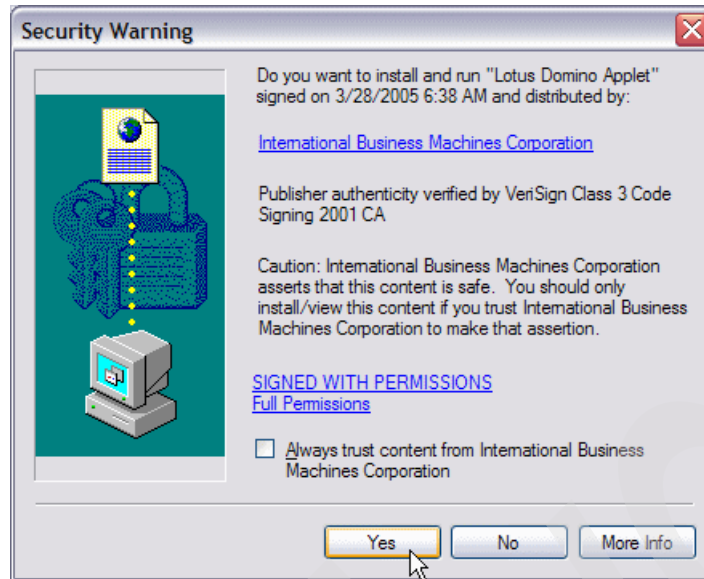 Security Warning
Do you want to install and run "Lotus Domino Applet"
signed on 3/28/2005 6:38 AM and distributed by:
International Business Machines Corporation
Publisher authenticity verified by VeriSign Class 3 Code
Signing 2001 CA
Caution: International Business Machines Corporation
asserts that this content is safe. You should only
install/view this content if you trust International Business
Machines Corporation to make that assertion.
SIGNED WITH PERMISSIONS
Full Permissions
Always trust content from International Business
Machines Corporation
Yes No More Info